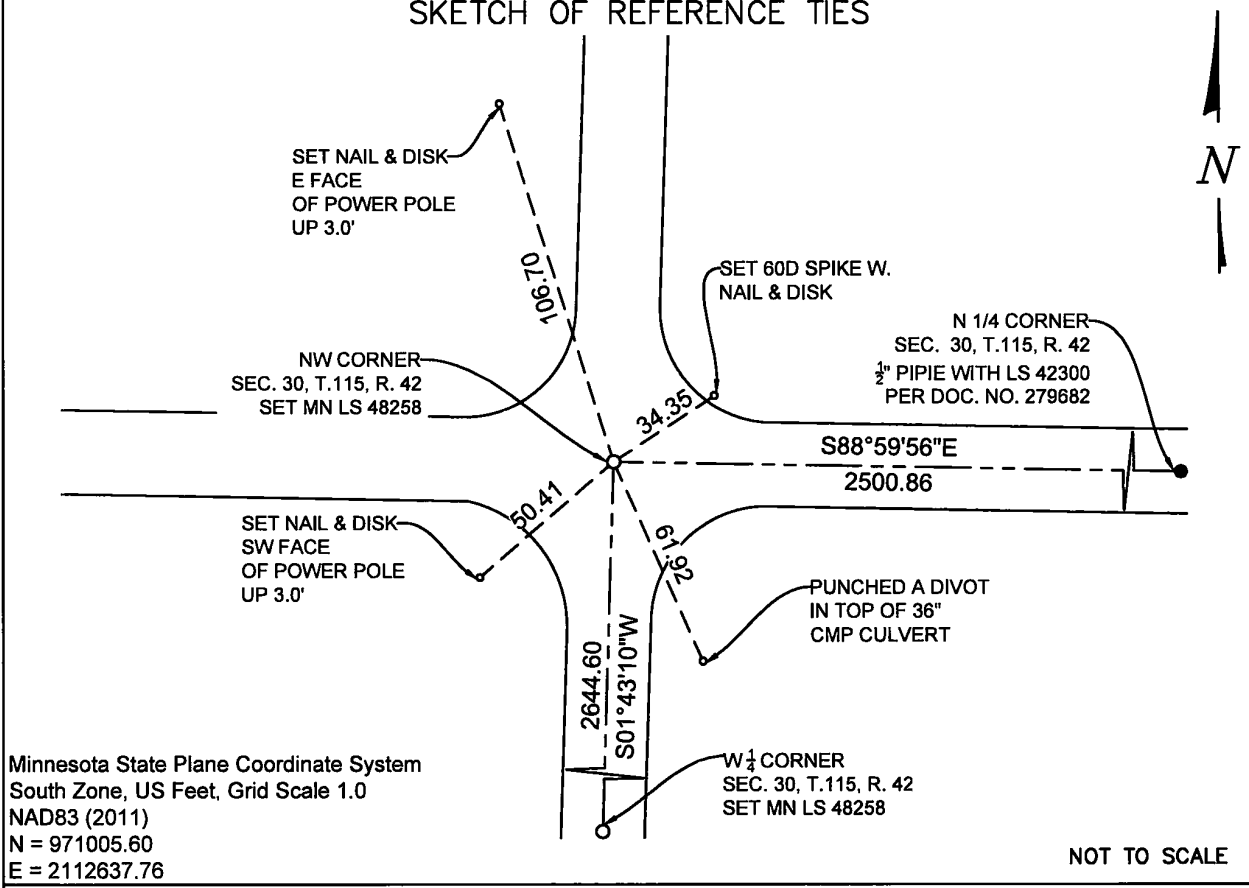 SKETCH OF REFERENCE TIES
SET NAIL & DISK
E FACE
OF POWER POLE
UP 3.0'
N
106.70
SET 60D SPIKE W.
NAIL & DISK
N 1/4 CORNER
SEC. 30, T.115, R. 42
½" PIPIE WITH LS 42300
PER DOC. NO. 279682
NW CORNER
SEC. 30, T.115, R. 42
SET MN LS 48258
34.35
S88°59'56"E
2500.86
50.41
SET NAIL & DISK
SW FACE
OF POWER POLE
UP 3.0'
61.92
PUNCHED A DIVOT
IN TOP OF 36"
CMP CULVERT
2644.60
S01°43'10"W
W ¼ CORNER
SEC. 30, T.115, R. 42
SET MN LS 48258
Minnesota State Plane Coordinate System
South Zone, US Feet, Grid Scale 1.0
NAD83 (2011)
N = 971005.60
E = 2112637.76
NOT TO SCALE